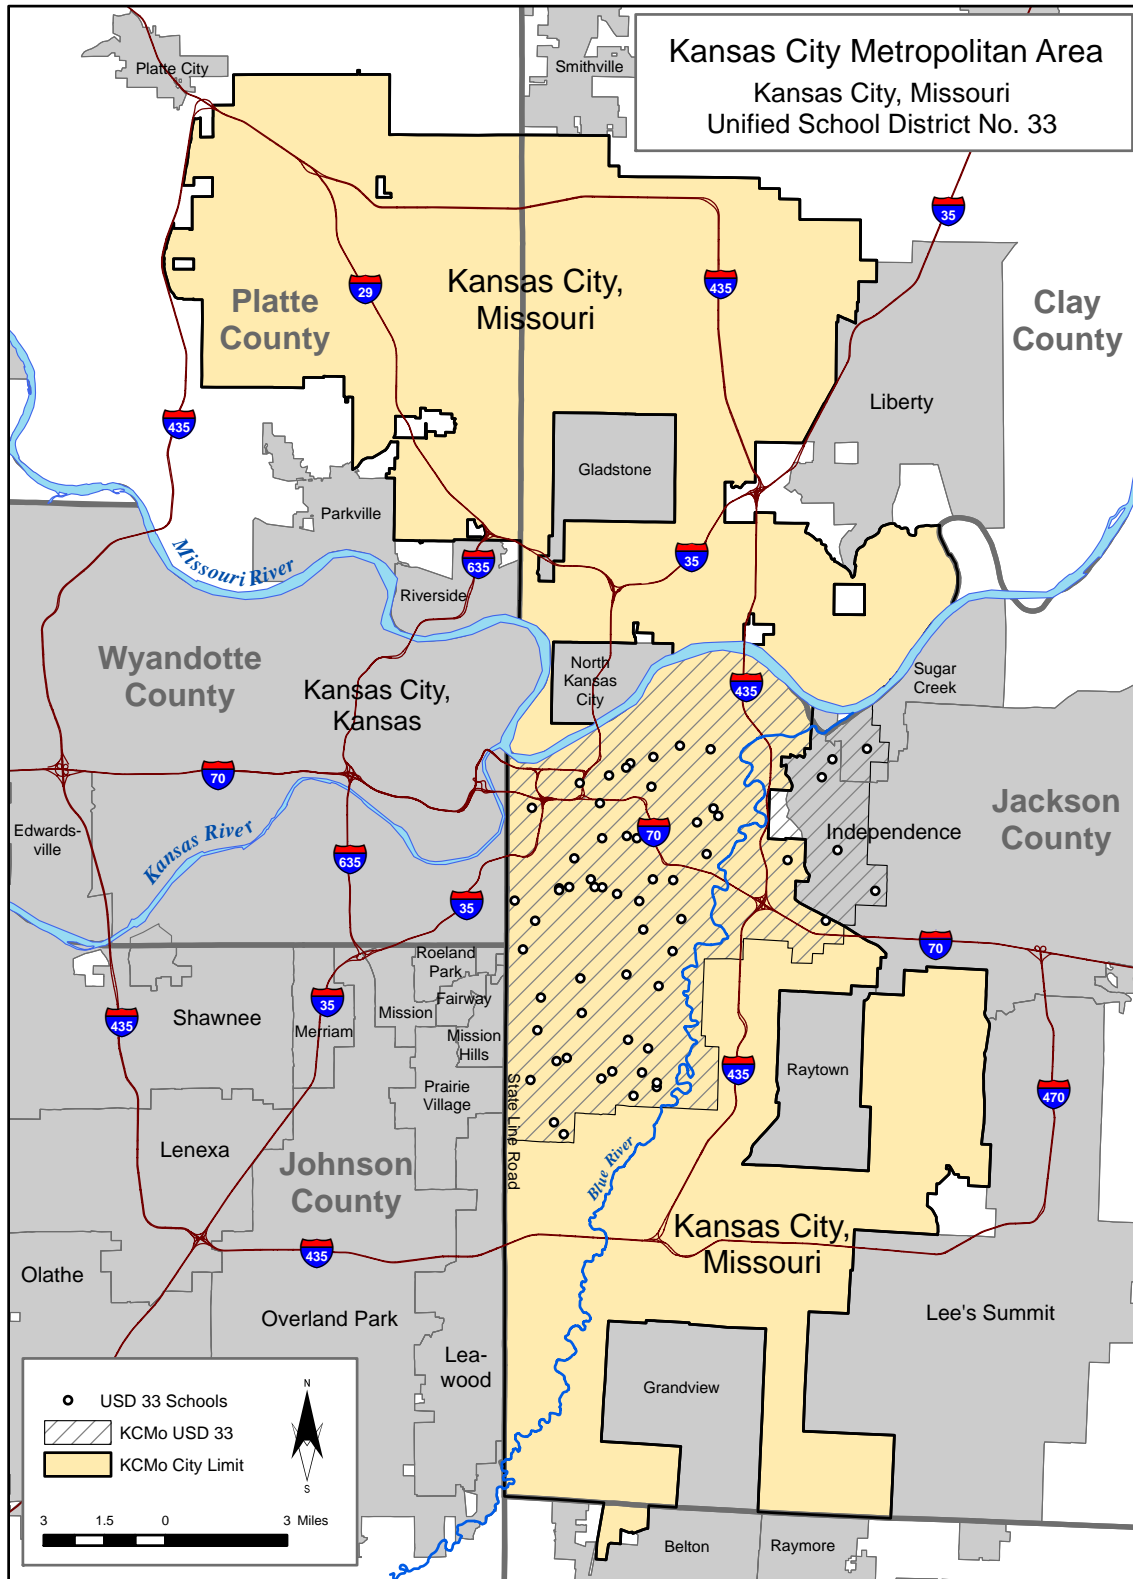 Kansas City Metropolitan Area
Kansas City, Missouri
Unified School District No. 33
Platte City
Smithville
35
Kansas City,
Missouri
29
435
Platte
County
Clay
County
435
Liberty
Gladstone
Parkville
Missouri River
635
35
Riverside
Wyandotte
County
Kansas City,
Kansas
North
Kansas
City
435
Sugar
Creek
70
Edwards-
ville
Kansas River
635
70
Independence
Jackson
County
35
70
Roeland
Park
Fairway
Mission
Mission
Hills
Shawnee
Merriam
35
435
Prairie
Village
State Line Road
435
Raytown
470
Lenexa
Johnson
County
Blue River
Kansas City,
Missouri
435
Olathe
Overland Park
Lea-
wood
Lee's Summit
Grandview
Belton
Raymore
USD 33 Schools
KCMo USD 33
KCMo City Limit
N
S
3 1.5 0 3 Miles